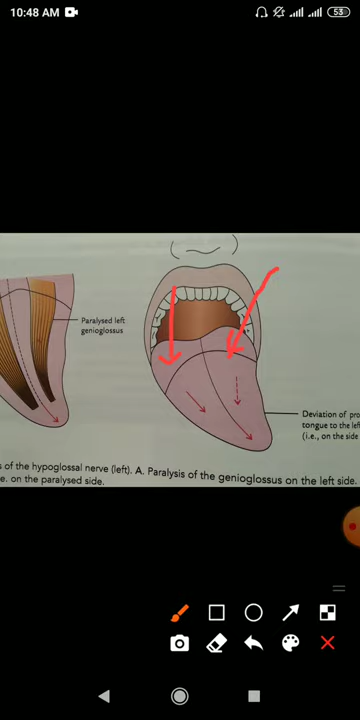 10:48 AM
53
Paralysed left
genioglossus
Deviation of pro
tongue to the left
(i.e., on the side
s of the hypoglossal nerve (left). A. Paralysis of the genioglossus on the left side.
e. on the paralysed side.